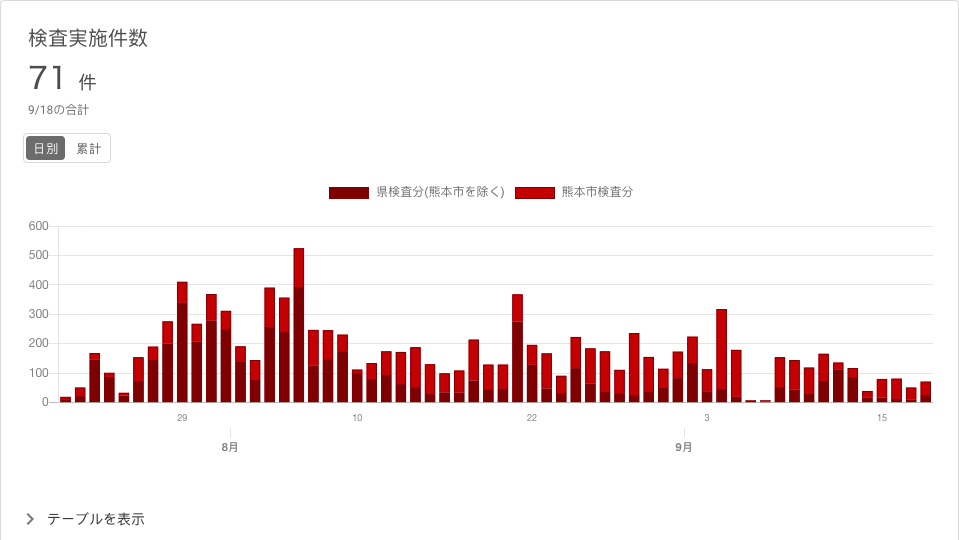 検査実施件数
71 件
9/18の合計
日別 累計
県検査分(熊本市を除く) 熊本市検査分
600
500
400
300
200
100
0
29 10 22 3 15
8月 9月
テーブルを表示